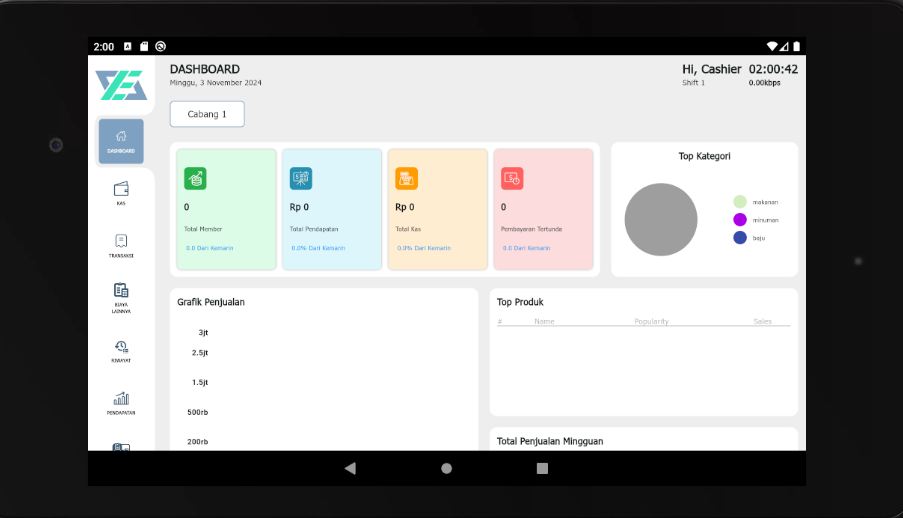 2:00
DASHBOARD
Minggu, 3 November 2024
Hi, Cashier 02:00:42
Shift 1 0.00kbps
Cabang 1
DASHBOARD
KAS
TRANSAKSI
BIAYA
LAINNYA
RIWAYAT
PENDAPATAN
0
Total Member
0.0 Dari Kemarin
Rp 0
Total Pendapatan
0.0% Dari Kemarin
Rp 0
Total Kas
0.0% Dari Kemarin
0
Pembayaran Tertunda
0.0 Dari Kemarin
Top Kategori
makanan
minuman
baju
Grafik Penjualan
3jt
2.5jt
1.5jt
500rb
200rb
Top Produk
# Name Popularity Sales
Total Penjualan Mingguan